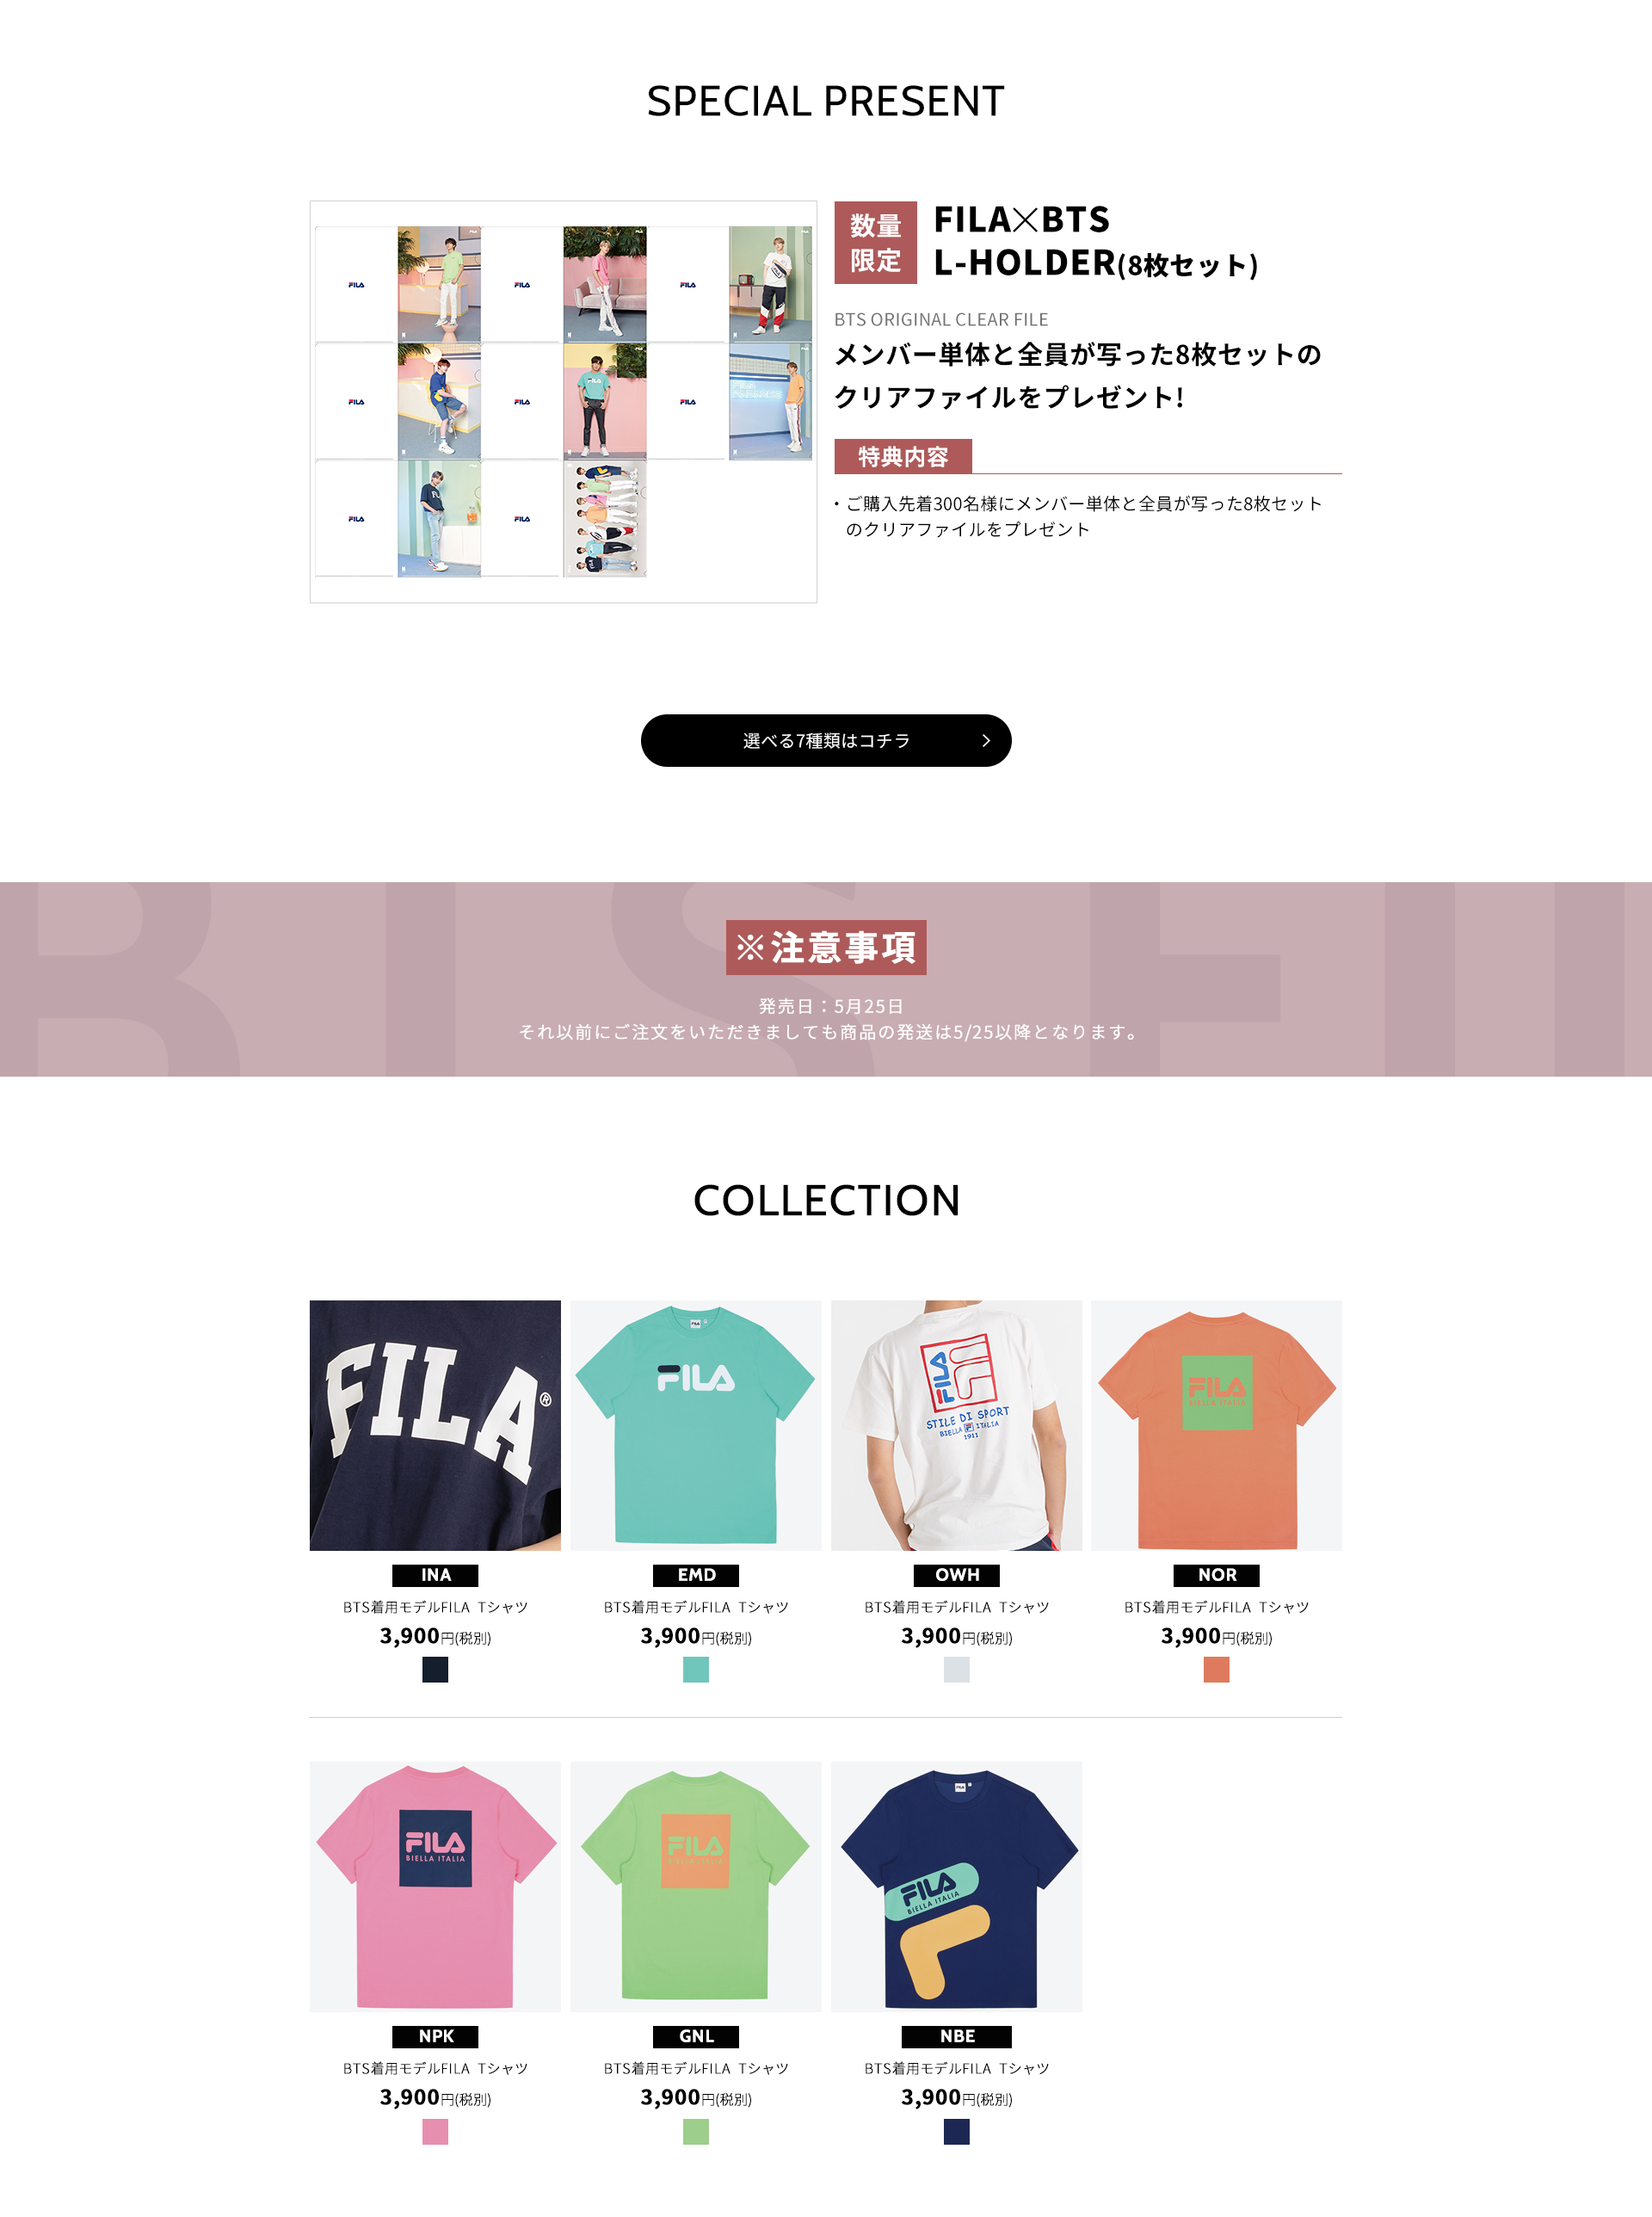 SPECIAL PRESENT
FILA
FILA
FILA
FILA
FILA
FILA
FILA
FILA
数量
限定
FILA×BTS
L-HOLDER(8枚セット)
BTS ORIGINAL CLEAR FILE
メンバー単体と全員が写った8枚セットの
クリアファイルをプレゼント!
特典内容
・ご購入先着300名様にメンバー単体と全員が写った8枚セット
のクリアファイルをプレゼント
選べる7種類はコチラ
BTS FIL
※注意事項
発売日：5月25日
それ以前にご注文をいただきましても商品の発送は5/25以降となります。
COLLECTION
FILA®
FILA
FILA
FILA
STILE DI SPORT
BIELLA ITALIA
1911
FILA
BIELLA ITALIA
INA
EMD
OWH
NOR
BTS着用モデルFILA Tシャツ
BTS着用モデルFILA Tシャツ
BTS着用モデルFILA Tシャツ
BTS着用モデルFILA Tシャツ
3,900円(税別)
3,900円(税別)
3,900円(税別)
3,900円(税別)
FILA
BIELLA ITALIA
FILA
BIELLA ITALIA
FILA
FILA
BIELLA ITALIA
NPK
GNL
NBE
BTS着用モデルFILA Tシャツ
BTS着用モデルFILA Tシャツ
BTS着用モデルFILA Tシャツ
3,900円(税別)
3,900円(税別)
3,900円(税別)